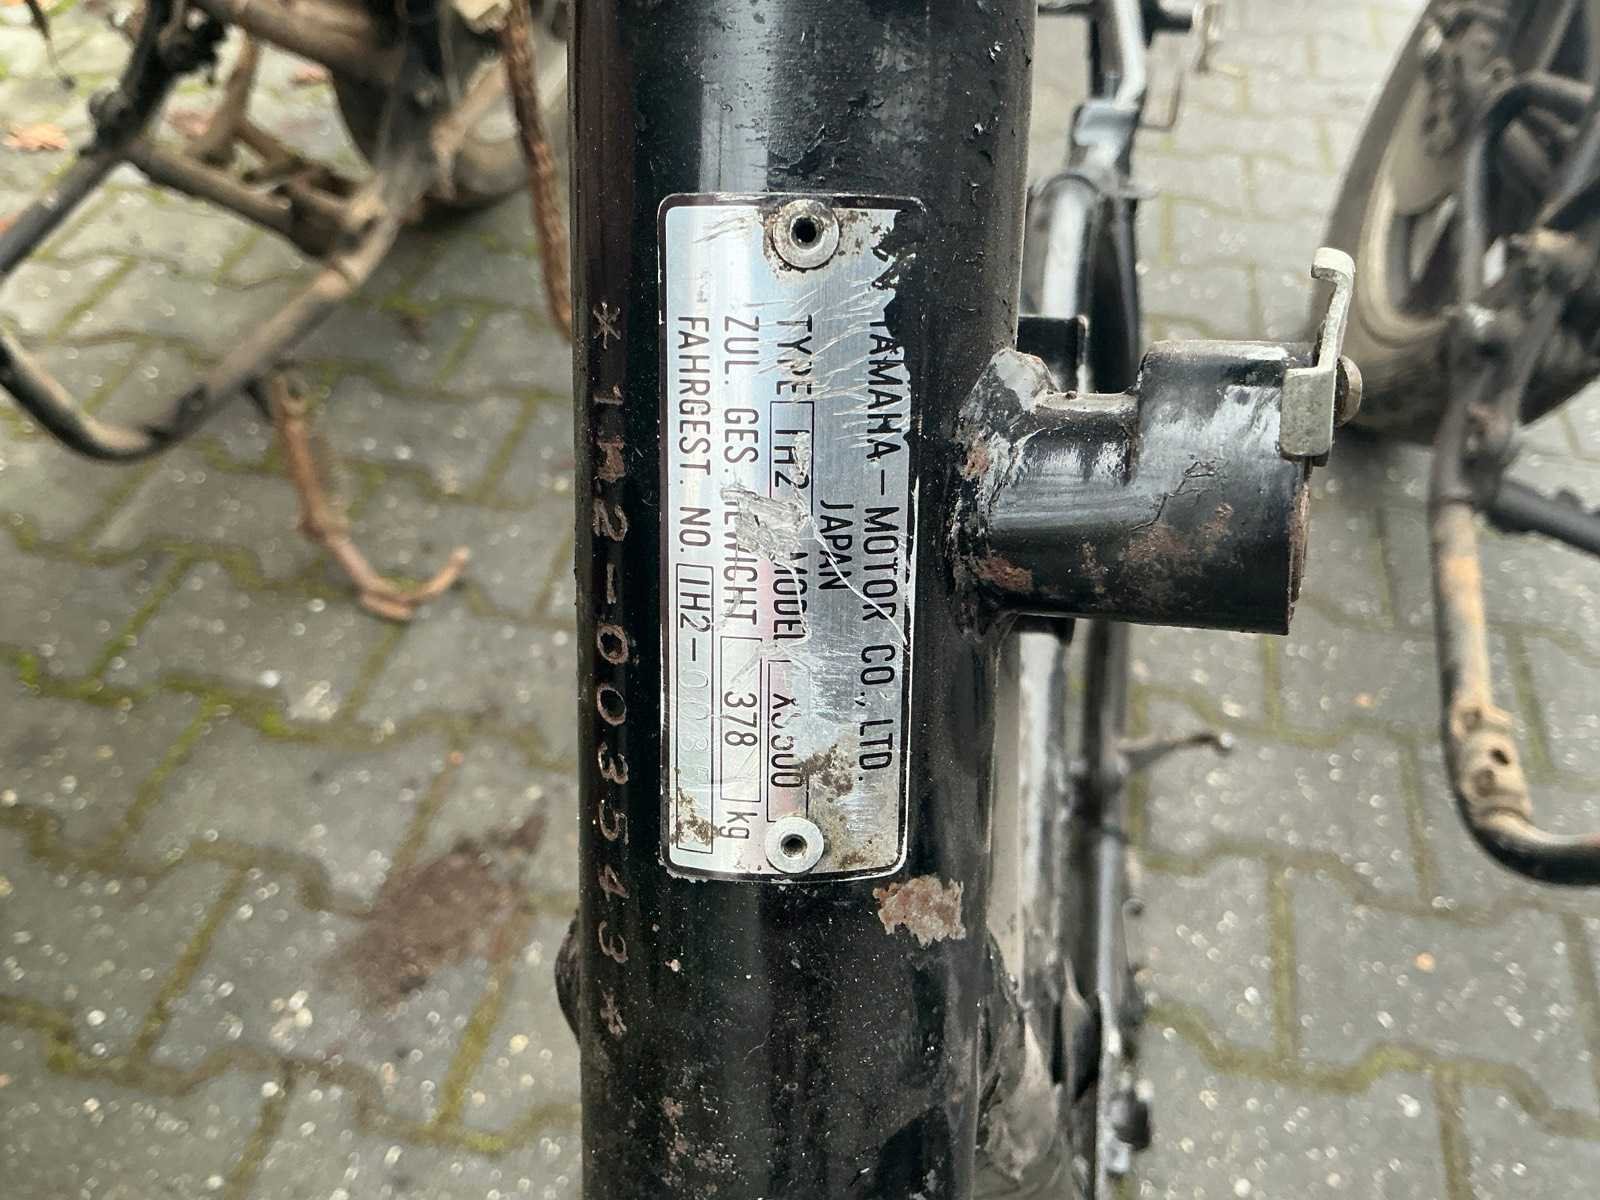 YAMAHA-MOTOR CO., LTD.
JAPAN
TYPE 1H2 MODEL XS500
ZUL. GES. GEWICHT 378 kg
FAHRGEST. NO. 1H2-0035
*1H2-003543*